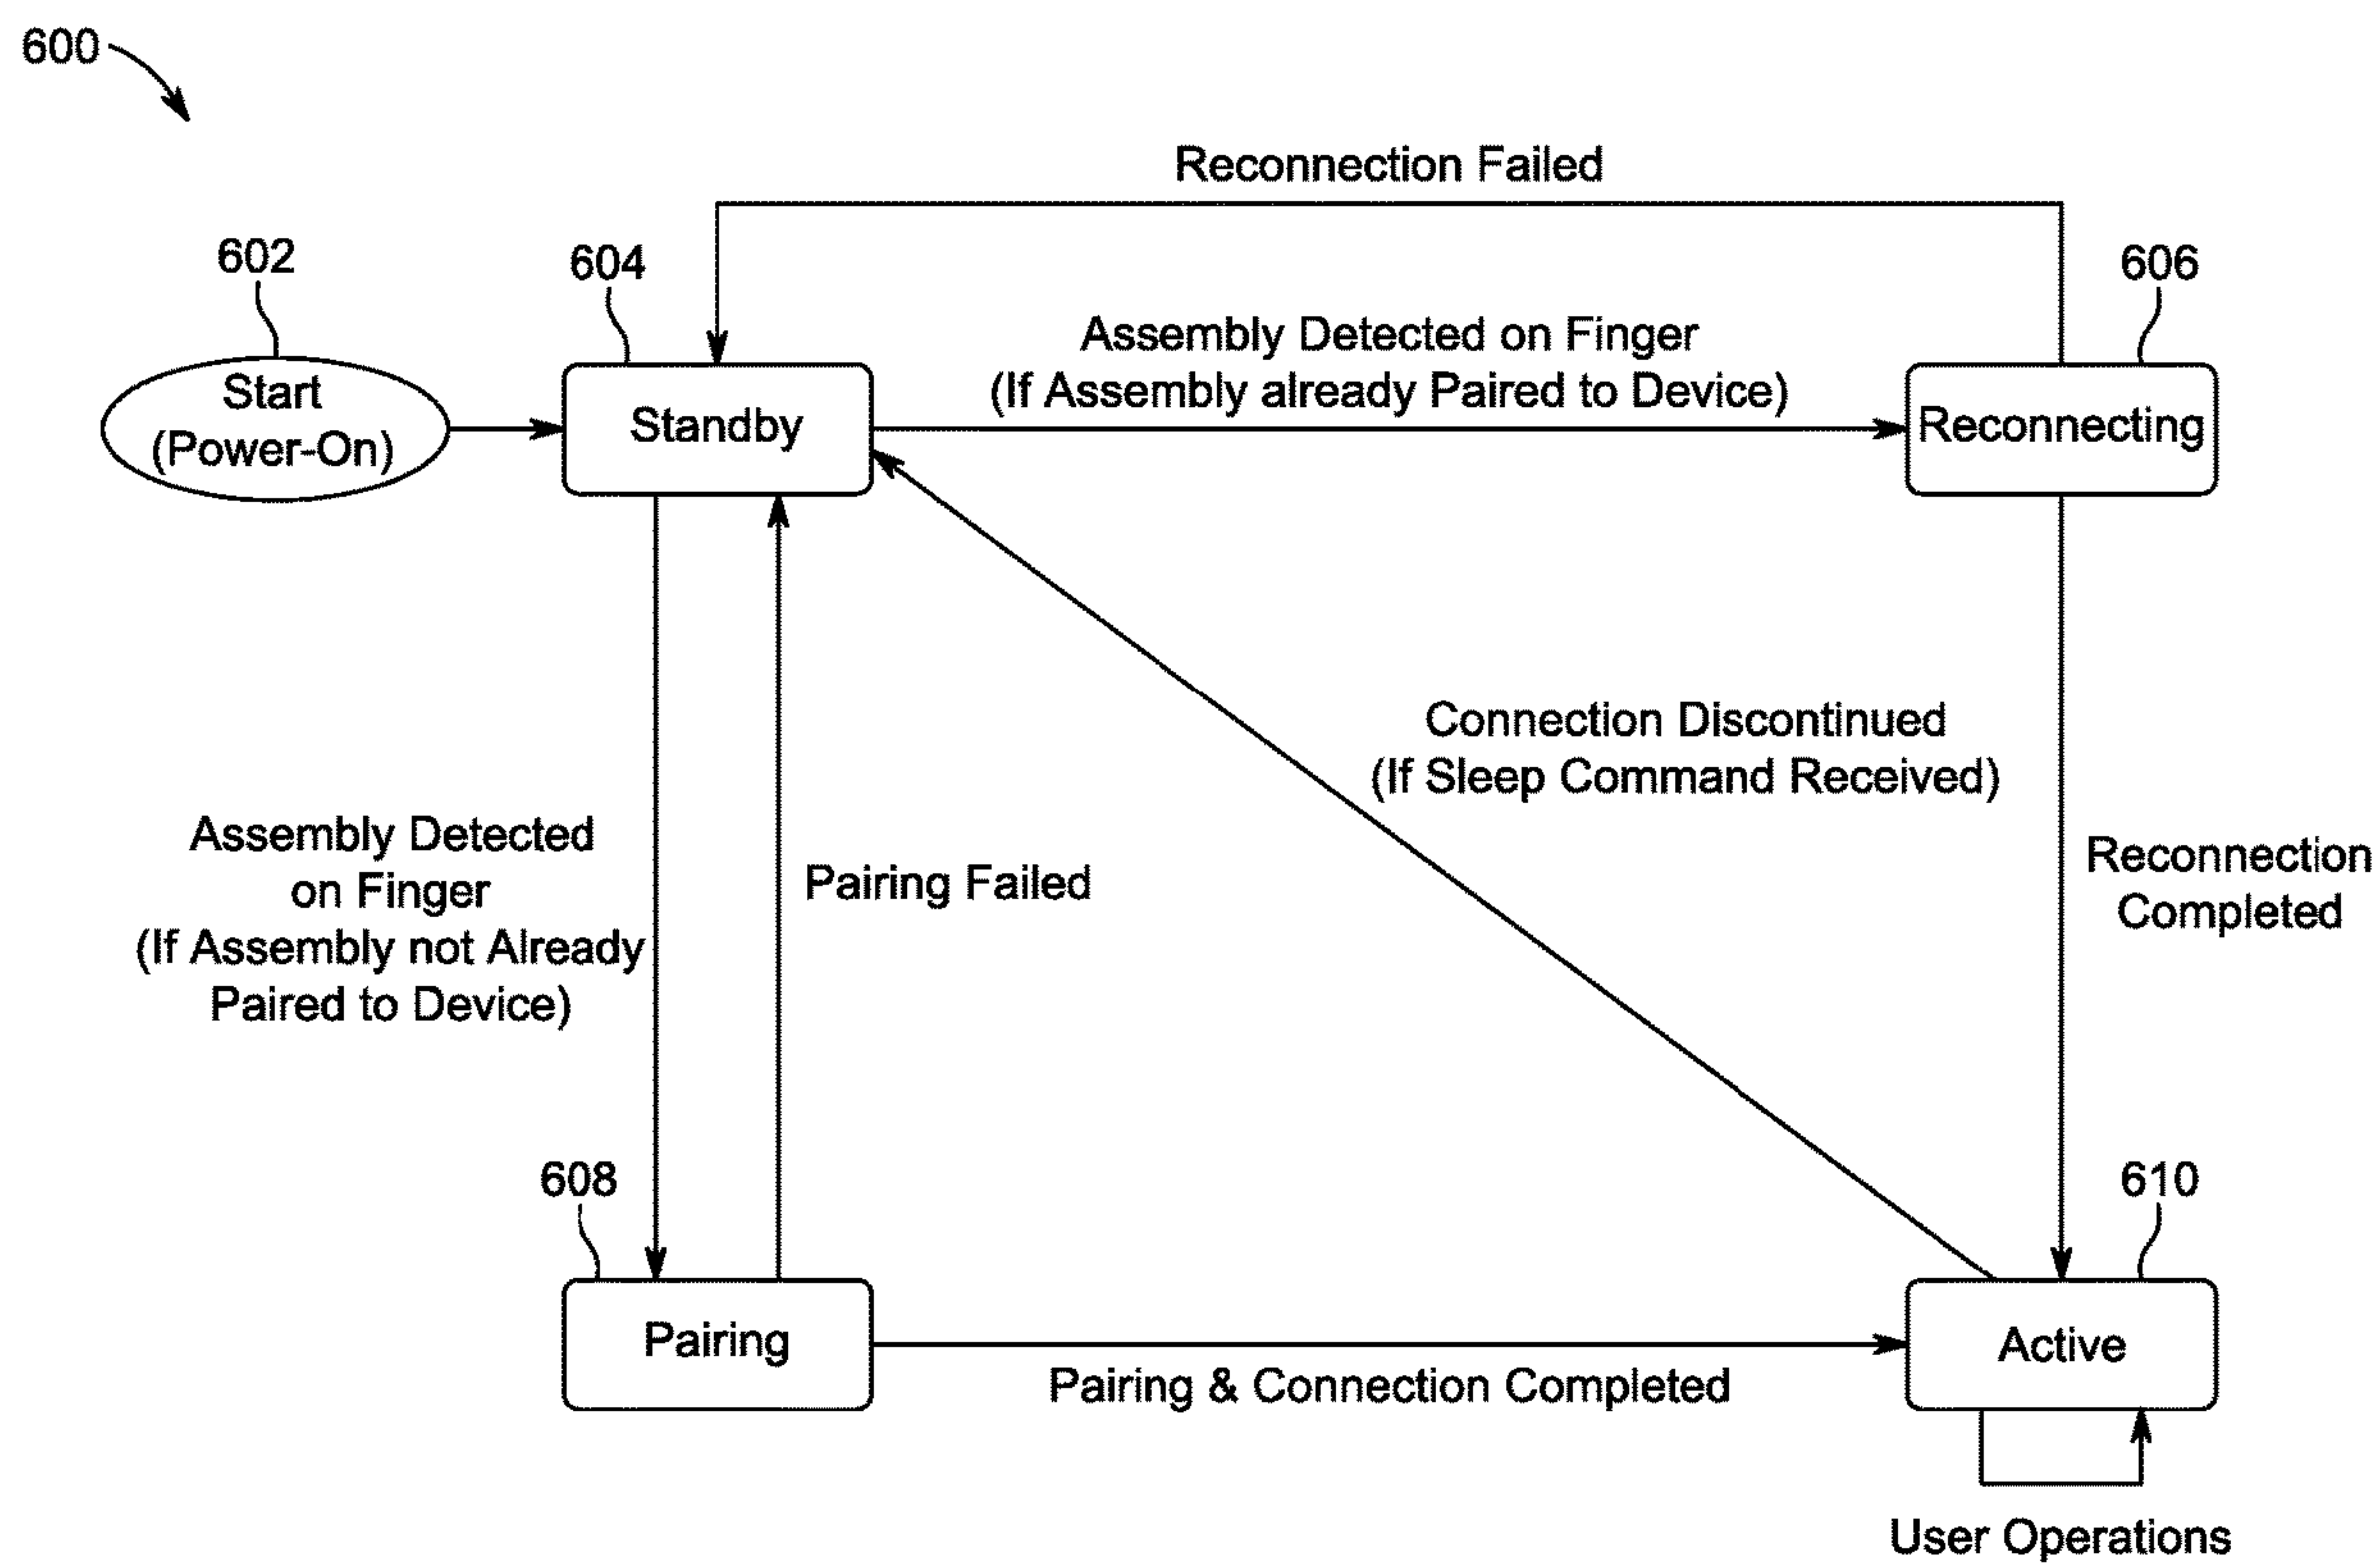 600
Reconnection Failed
602
604
606
Assembly Detected on Finger
(If Assembly already Paired to Device)
Start
(Power-On)
Standby
Reconnecting
Connection Discontinued
(If Sleep Command Received)
Assembly Detected
on Finger
(If Assembly not Already
Paired to Device)
Pairing Failed
Reconnection
Completed
608
610
Pairing
Active
Pairing & Connection Completed
User Operations